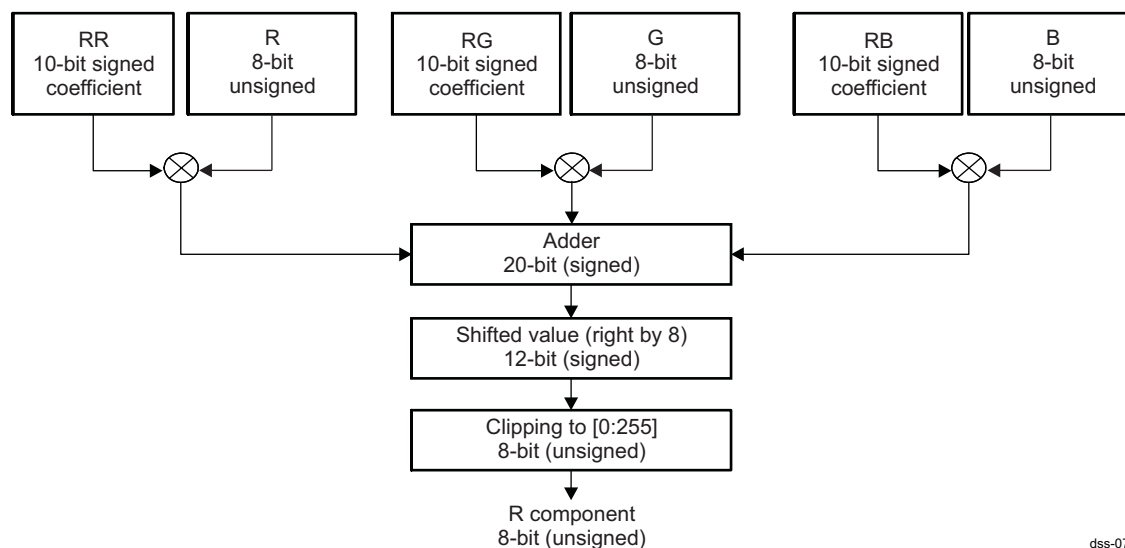 RR
10-bit signed
coefficient
R
8-bit
unsigned
RG
10-bit signed
coefficient
G
8-bit
unsigned
RB
10-bit signed
coefficient
B
8-bit
unsigned
Adder
20-bit (signed)
Shifted value (right by 8)
12-bit (signed)
Clipping to [0:255]
8-bit (unsigned)
R component
8-bit (unsigned)
dss-07